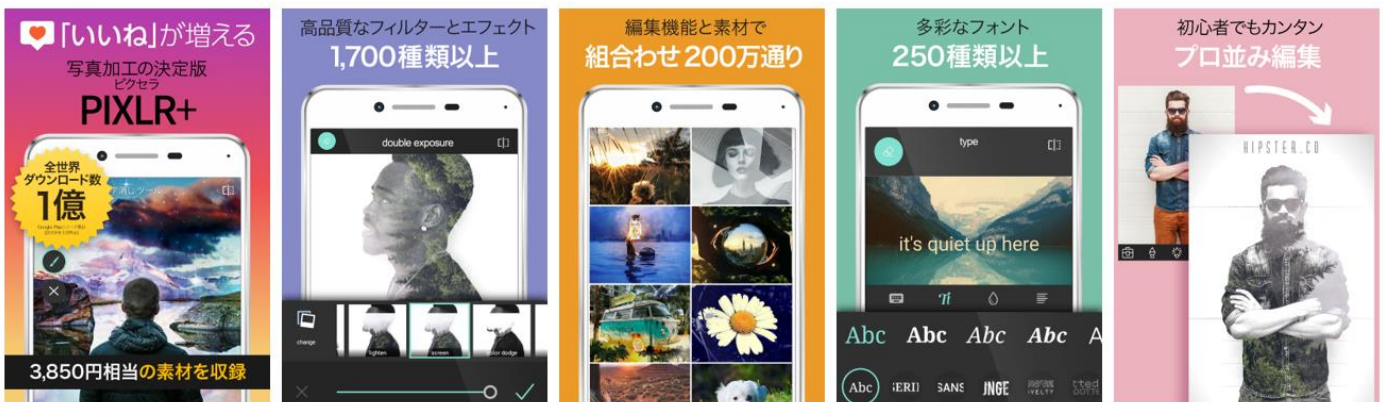 「いいね」が増える
写真加工の決定版
ピクセラ
PIXLR+
全世界
ダウンロード数
1億
3,850円相当の素材を収録
高品質なフィルターとエフェクト
1,700種類以上
double exposure
change
lighten
screen
color dodge
編集機能と素材で
組合わせ200万通り
多彩なフォント
250種類以上
type
it's quiet up here
Ti
Abc Abc Abc Abc A
Abc SERI SANS UNGE
初心者でもカンタン
プロ並み編集
HIPSTER.CO